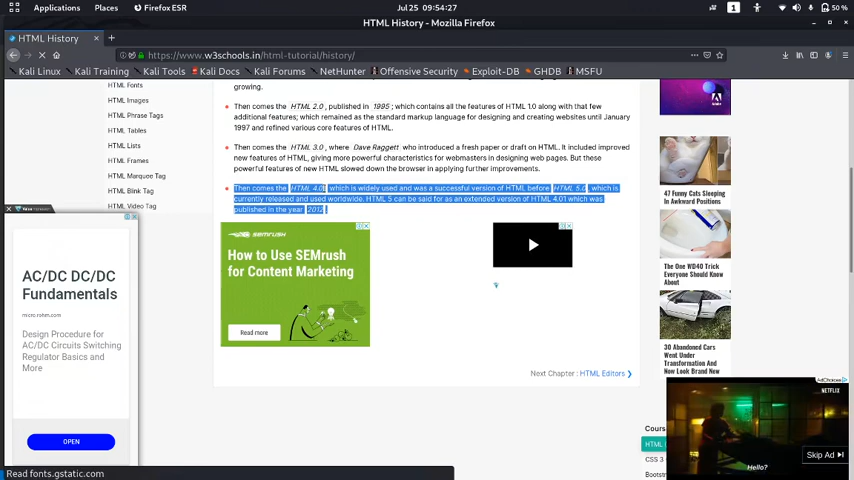 Applications Places Firefox ESR Jul 25 09:54:27 1 50 %
HTML History - Mozilla Firefox
HTML History
https://www.w3schools.in/html-tutorial/history/
Kali Linux Kali Training Kali Tools Kali Docs Kali Forums NetHunter Offensive Security Exploit-DB GHDB MSFU
HTML Fonts
HTML Images
HTML Phrase Tags
HTML Tables
HTML Lists
HTML Frames
HTML Marquee Tag
HTML Blink Tag
HTML Video Tag
growing.
Then comes the HTML 2.0, published in 1995; which contains all the features of HTML 1.0 along with that few
additional features; which remained as the standard markup language for designing and creating websites until January
1997 and refined various core features of HTML.
Then comes the HTML 3.0, where Dave Raggett who introduced a fresh paper or draft on HTML. It included improved
new features of HTML, giving more powerful characteristics for webmasters in designing web pages. But these
powerful features of new HTML slowed down the browser in applying further improvements.
Then comes the HTML 4.01, which is widely used and was a successful version of HTML before HTML 5.0, which is
currently released and used worldwide. HTML 5 can be said for as an extended version of HTML 4.01 which was
published in the year 2012.
AC/DC DC/DC
Fundamentals
micro.rohm.com
Design Procedure for
AC/DC Circuits Switching
Regulator Basics and
More
OPEN
SEMRUSH
How to Use SEMrush
for Content Marketing
Read more
47 Funny Cats Sleeping
In Awkward Positions
The One WD40 Trick
Everyone Should Know
About
30 Abandoned Cars
Went Under
Transformation And
Now Look Brand New
Next Chapter : HTML Editors ❯
AdChoices
NETFLIX
Skip Ad
Hello?
Cours
HTML
CSS 3
Bootst
Read fonts.gstatic.com